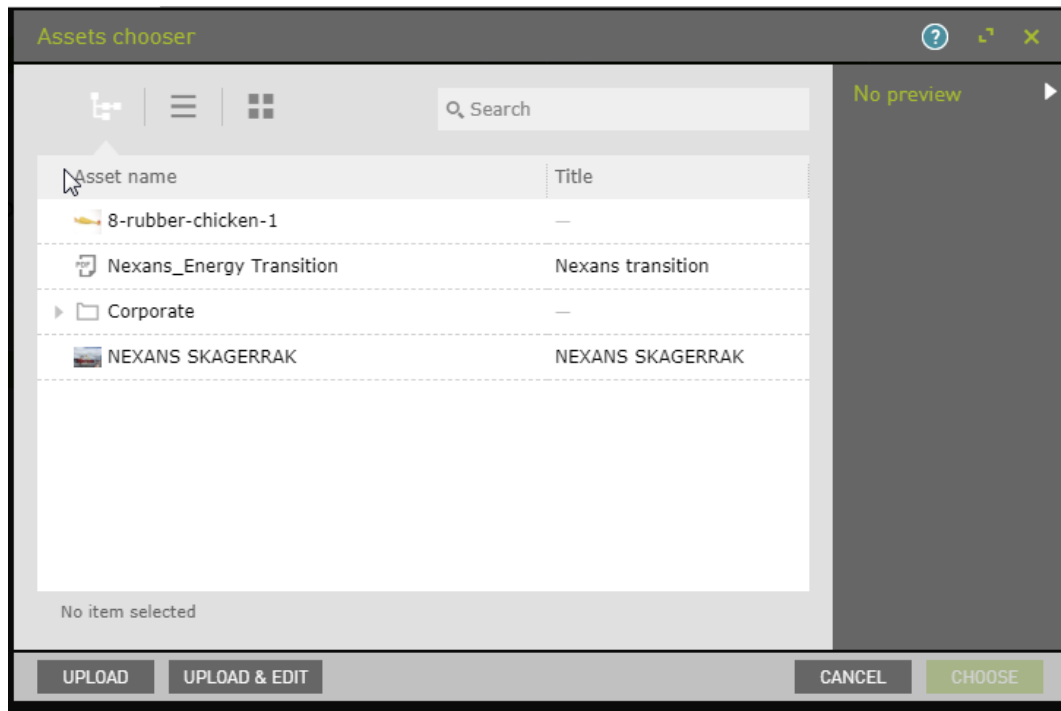 Assets chooser
?
No preview
Search
Asset name Title
8-rubber-chicken-1 —
PDF Nexans_Energy Transition Nexans transition
Corporate —
NEXANS SKAGERRAK NEXANS SKAGERRAK
No item selected
UPLOAD UPLOAD & EDIT CANCEL CHOOSE